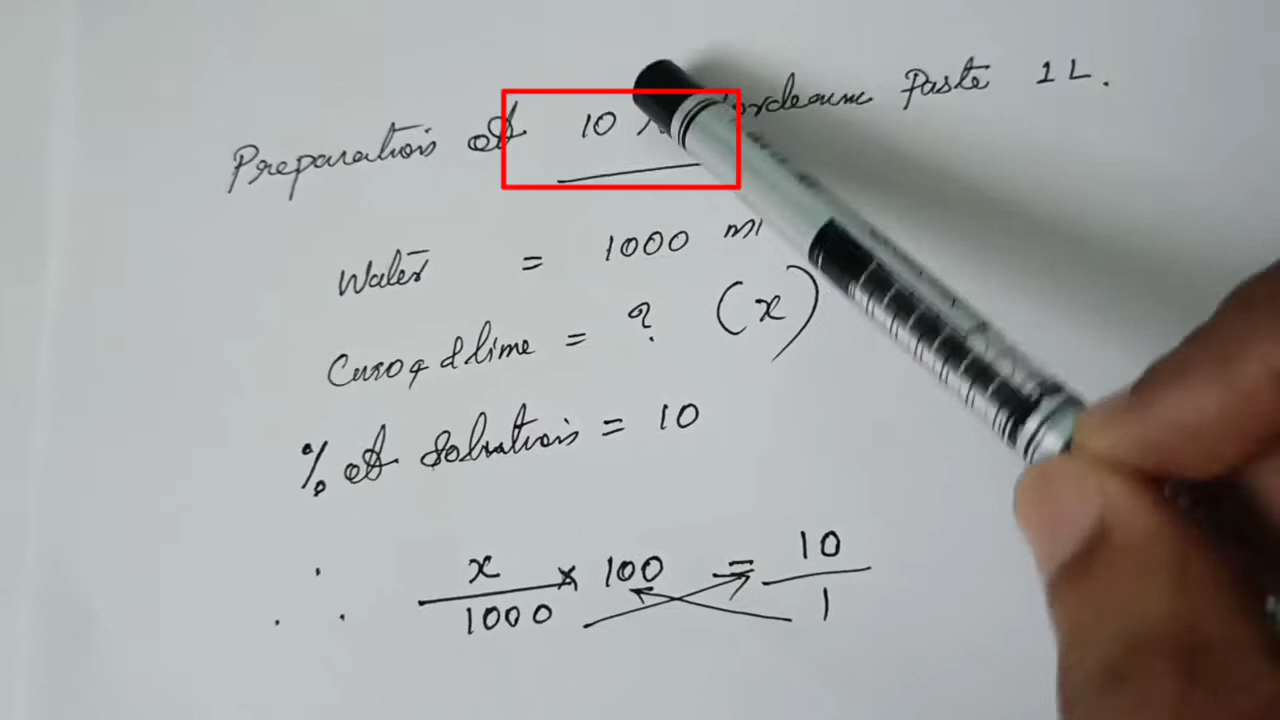 Preparation of 10 % Bordeaux Paste 1 L.
Water = 1000 ml
CuSO4 & lime = ? (x)
% of solution = 10
∴ x/1000 × 100 = 10/1